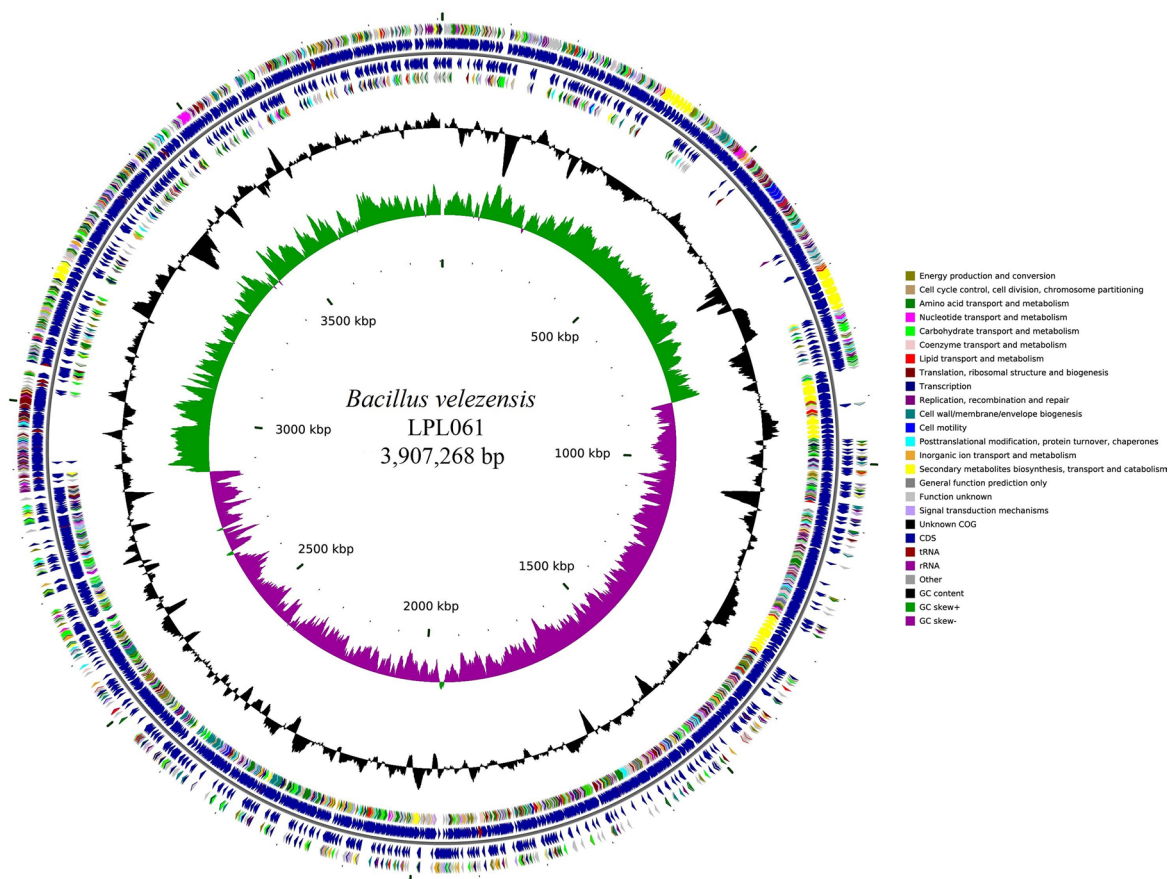 1
3500 kbp
500 kbp
Bacillus velezensis
LPL061
3,907,268 bp
3000 kbp
1000 kbp
2500 kbp
1500 kbp
2000 kbp
Energy production and conversion
Cell cycle control, cell division, chromosome partitioning
Amino acid transport and metabolism
Nucleotide transport and metabolism
Carbohydrate transport and metabolism
Coenzyme transport and metabolism
Lipid transport and metabolism
Translation, ribosomal structure and biogenesis
Transcription
Replication, recombination and repair
Cell wall/membrane/envelope biogenesis
Cell motility
Posttranslational modification, protein turnover, chaperones
Inorganic ion transport and metabolism
Secondary metabolites biosynthesis, transport and catabolism
General function prediction only
Function unknown
Signal transduction mechanisms
Unknown COG
CDS
tRNA
rRNA
Other
GC content
GC skew+
GC skew-